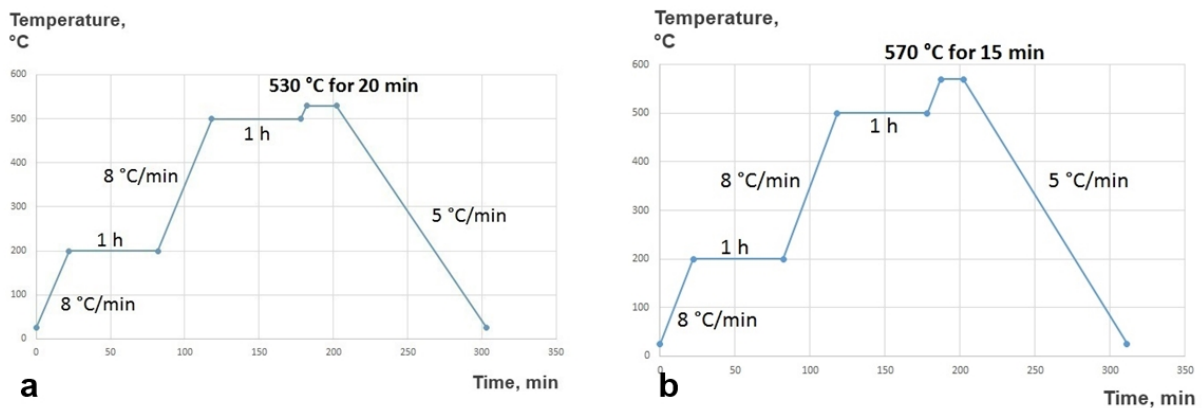 Temperature,
°C
530 °C for 20 min
600
500
1 h
400
8 °C/min
300
5 °C/min
1 h
200
100
8 °C/min
0
0 50 100 150 200 250 300 350
a
Time, min
Temperature,
°C
570 °C for 15 min
600
500
1 h
400
8 °C/min
5 °C/min
300
1 h
200
100
8 °C/min
0
0 50 100 150 200 250 300 350
b
Time, min